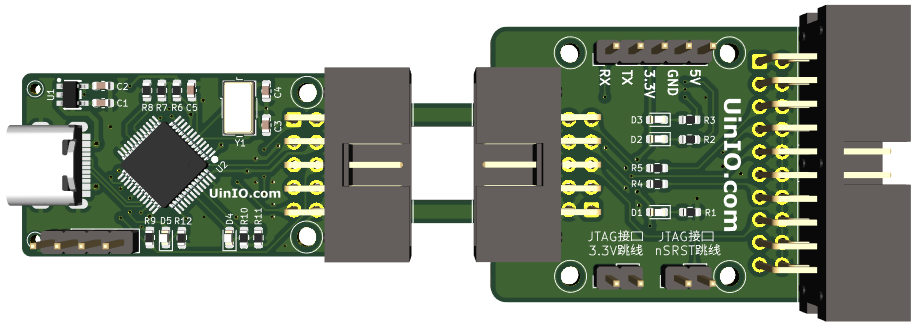 U1
C2
C1
R8 R7 R6 C5
C4
C3
Y1
U2
UinIO.com
R9 D5 R12
D4
R10
R11
RX
TX
3.3V
GND
5V
D3
R3
D2
R2
R5
R4
D1
R1
UinIO.com
JTAG接口
3.3V跳线
JTAG接口
nSRST跳线